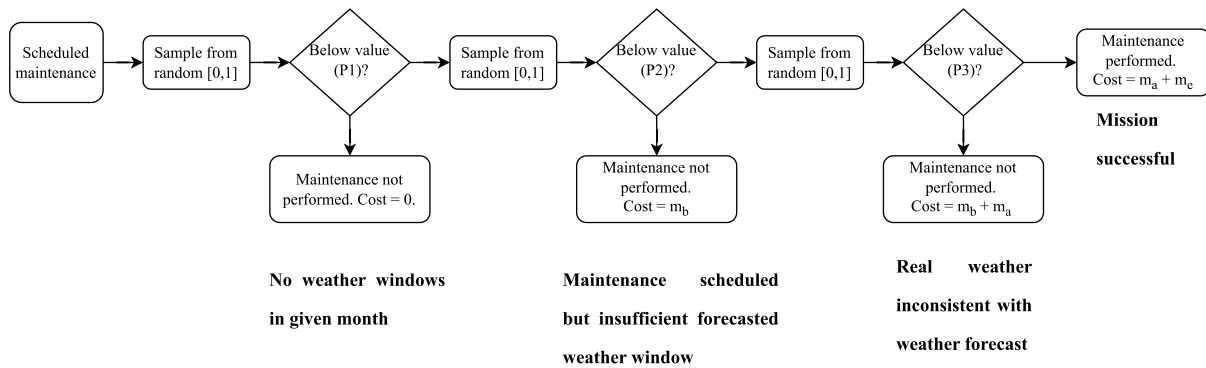 Scheduled
maintenance
Sample from
random [0,1]
Below value
(P1)?
Sample from
random [0,1]
Below value
(P2)?
Sample from
random [0,1]
Below value
(P3)?
Maintenance
performed.
Cost = mₐ + mₑ
Mission
successful
Maintenance not
performed. Cost = 0.
Maintenance not
performed.
Cost = m_b
Maintenance not
performed.
Cost = m_b + mₐ
No weather windows
in given month
Maintenance scheduled
but insufficient forecasted
weather window
Real weather
inconsistent with
weather forecast